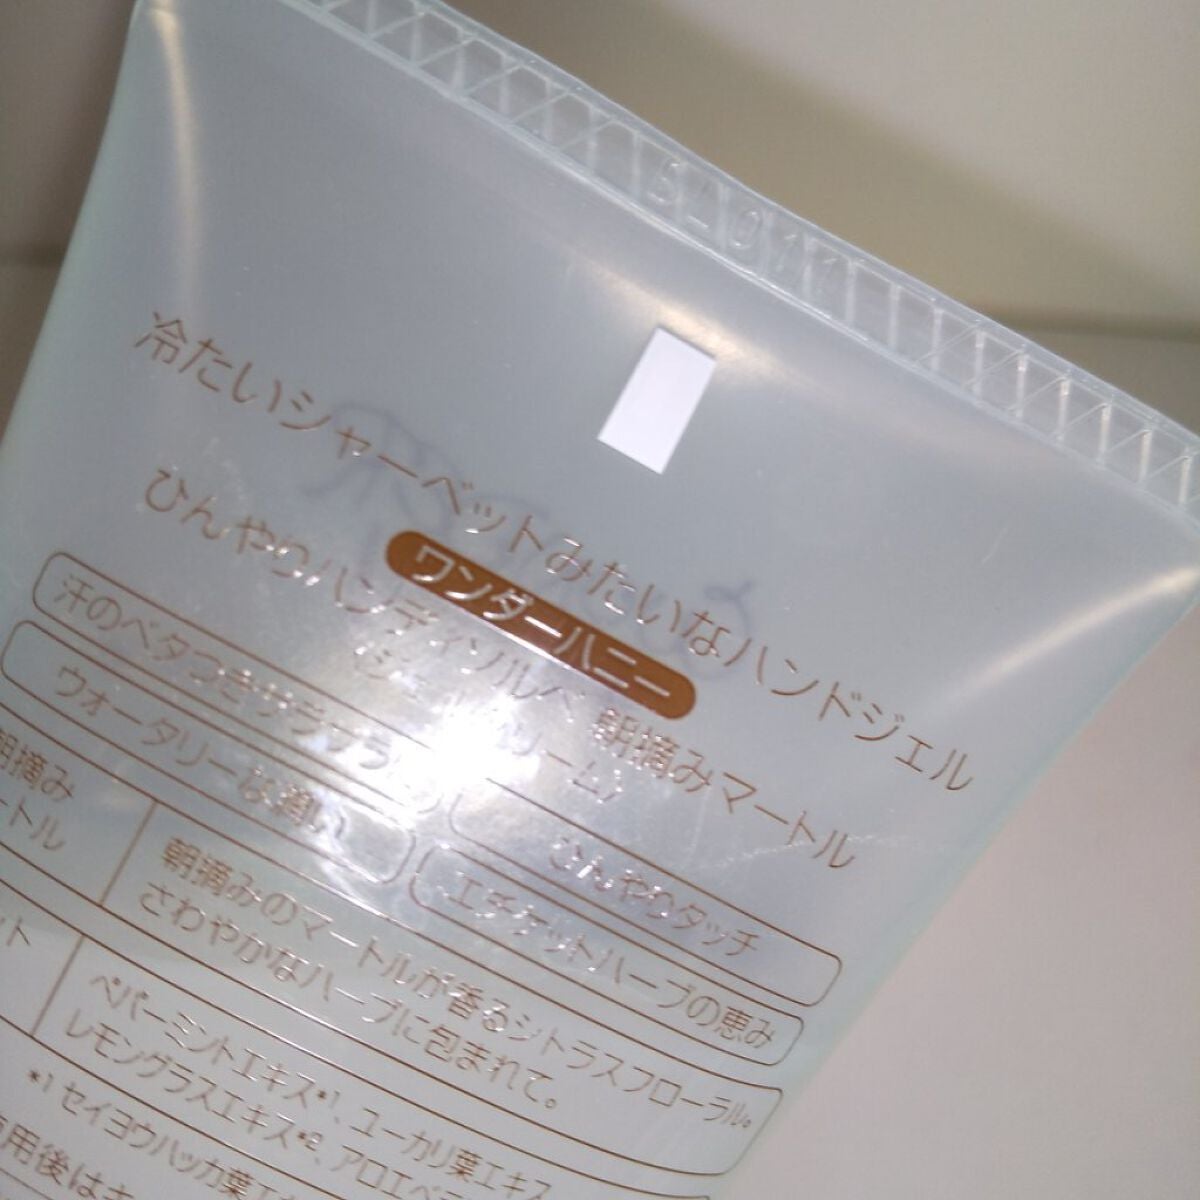 冷たいシャーベットみたいなハンドジェル
ワンダーハニー
ひんやりハンディソルベ 朝摘みマートル
汗のベタつきサラサラに
ひんやりタッチ
ウォータリーな潤い
エチケットハーブの恵み
朝摘み
ートル
朝摘みのマートルが香るシトラスフローラル。
さわやかなハーブに包まれて。
ット
ペパーミントエキス*1、ユーカリ葉エキス
レモングラスエキス*2、アロエベ
*1 セイヨウハッカ葉エ
用後は